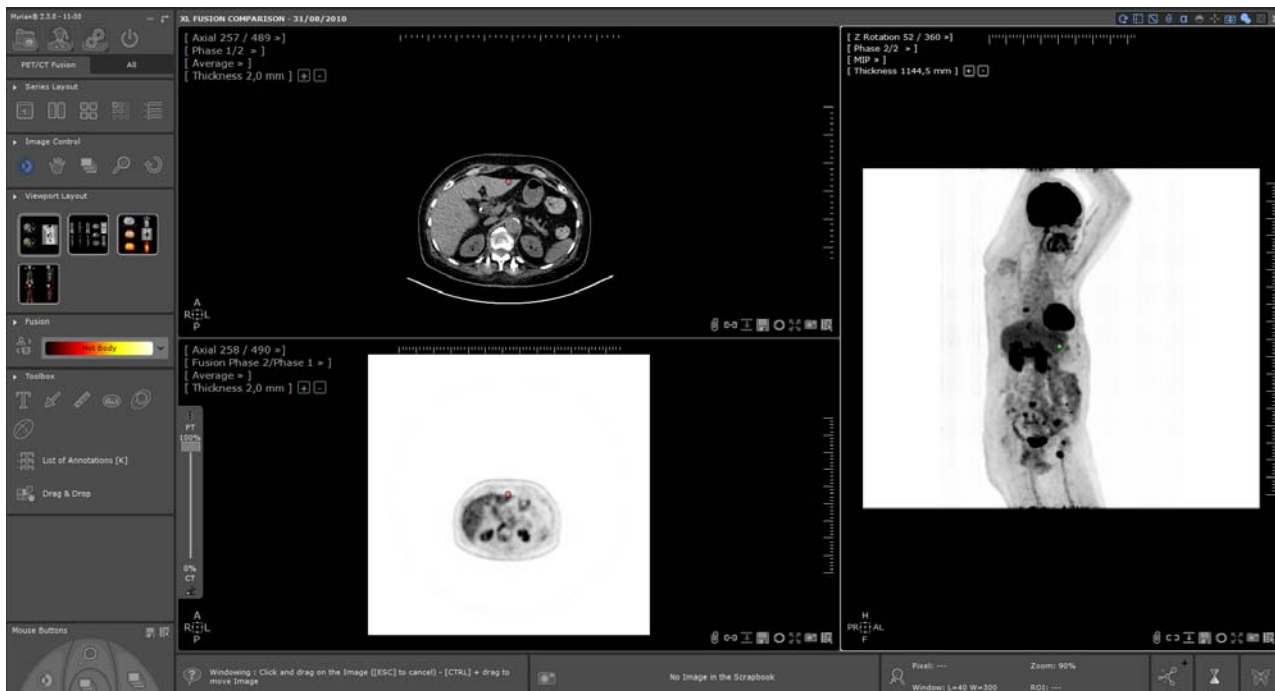 Myrian® 2.3.0 - 11:00
PET/CT Fusion
All
Series Layout
Image Control
Viewport Layout
Fusion
Hot Body
Toolbox
List of Annotations [K]
Drag & Drop
Mouse Buttons
XL FUSION COMPARISON - 31/08/2010
[ Axial 257 / 489 »]
[ Phase 1/2 » ]
[ Average » ]
[ Thickness 2,0 mm ] + -
A
R L
P
[ Axial 258 / 490 »]
[ Fusion Phase 2/Phase 1 » ]
[ Average » ]
[ Thickness 2,0 mm ] + -
PT
100%
0%
CT
A
R L
P
[ Z Rotation 52 / 360 »]
[ Phase 2/2 » ]
[MIP » ]
[ Thickness 1144,5 mm ] + -
H
PR AL
F
Windowing : Click and drag on the Image ([ESC] to cancel) - [CTRL] + drag to
move Image
No Image in the Scrapbook
Pixel: ---
Zoom: 90%
Window: L=40 W=300
ROI: ---